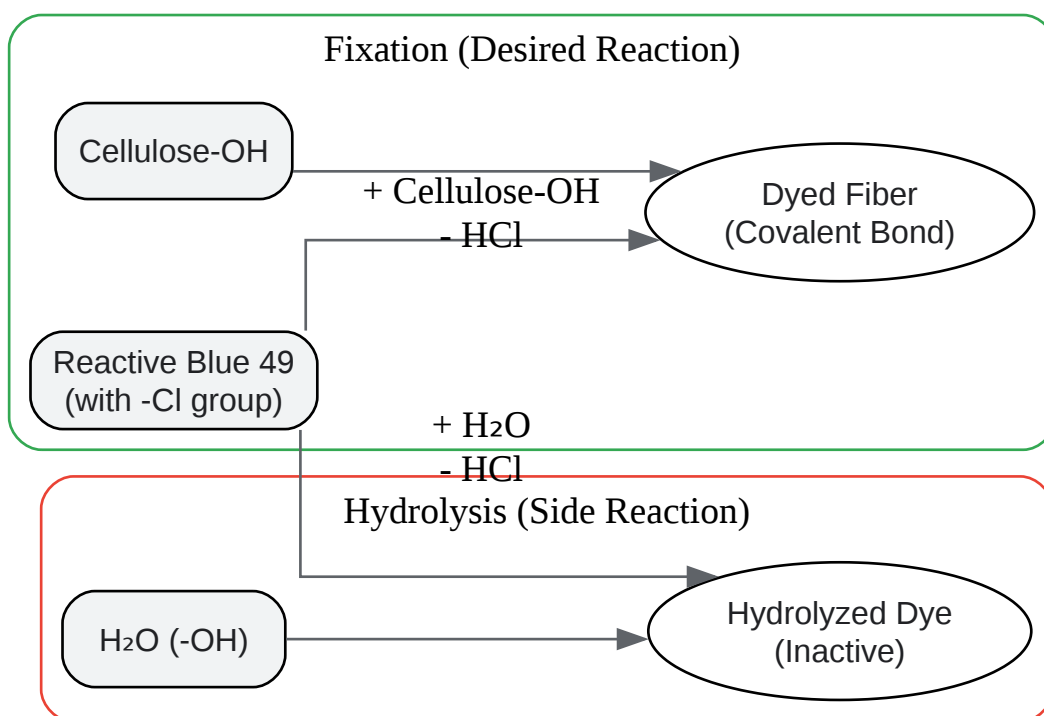 Fixation (Desired Reaction)
Cellulose-OH
+ Cellulose-OH
- HCl
Dyed Fiber
(Covalent Bond)
Reactive Blue 49
(with -Cl group)
+ H₂O
- HCl
Hydrolysis (Side Reaction)
H₂O (-OH)
Hydrolyzed Dye
(Inactive)